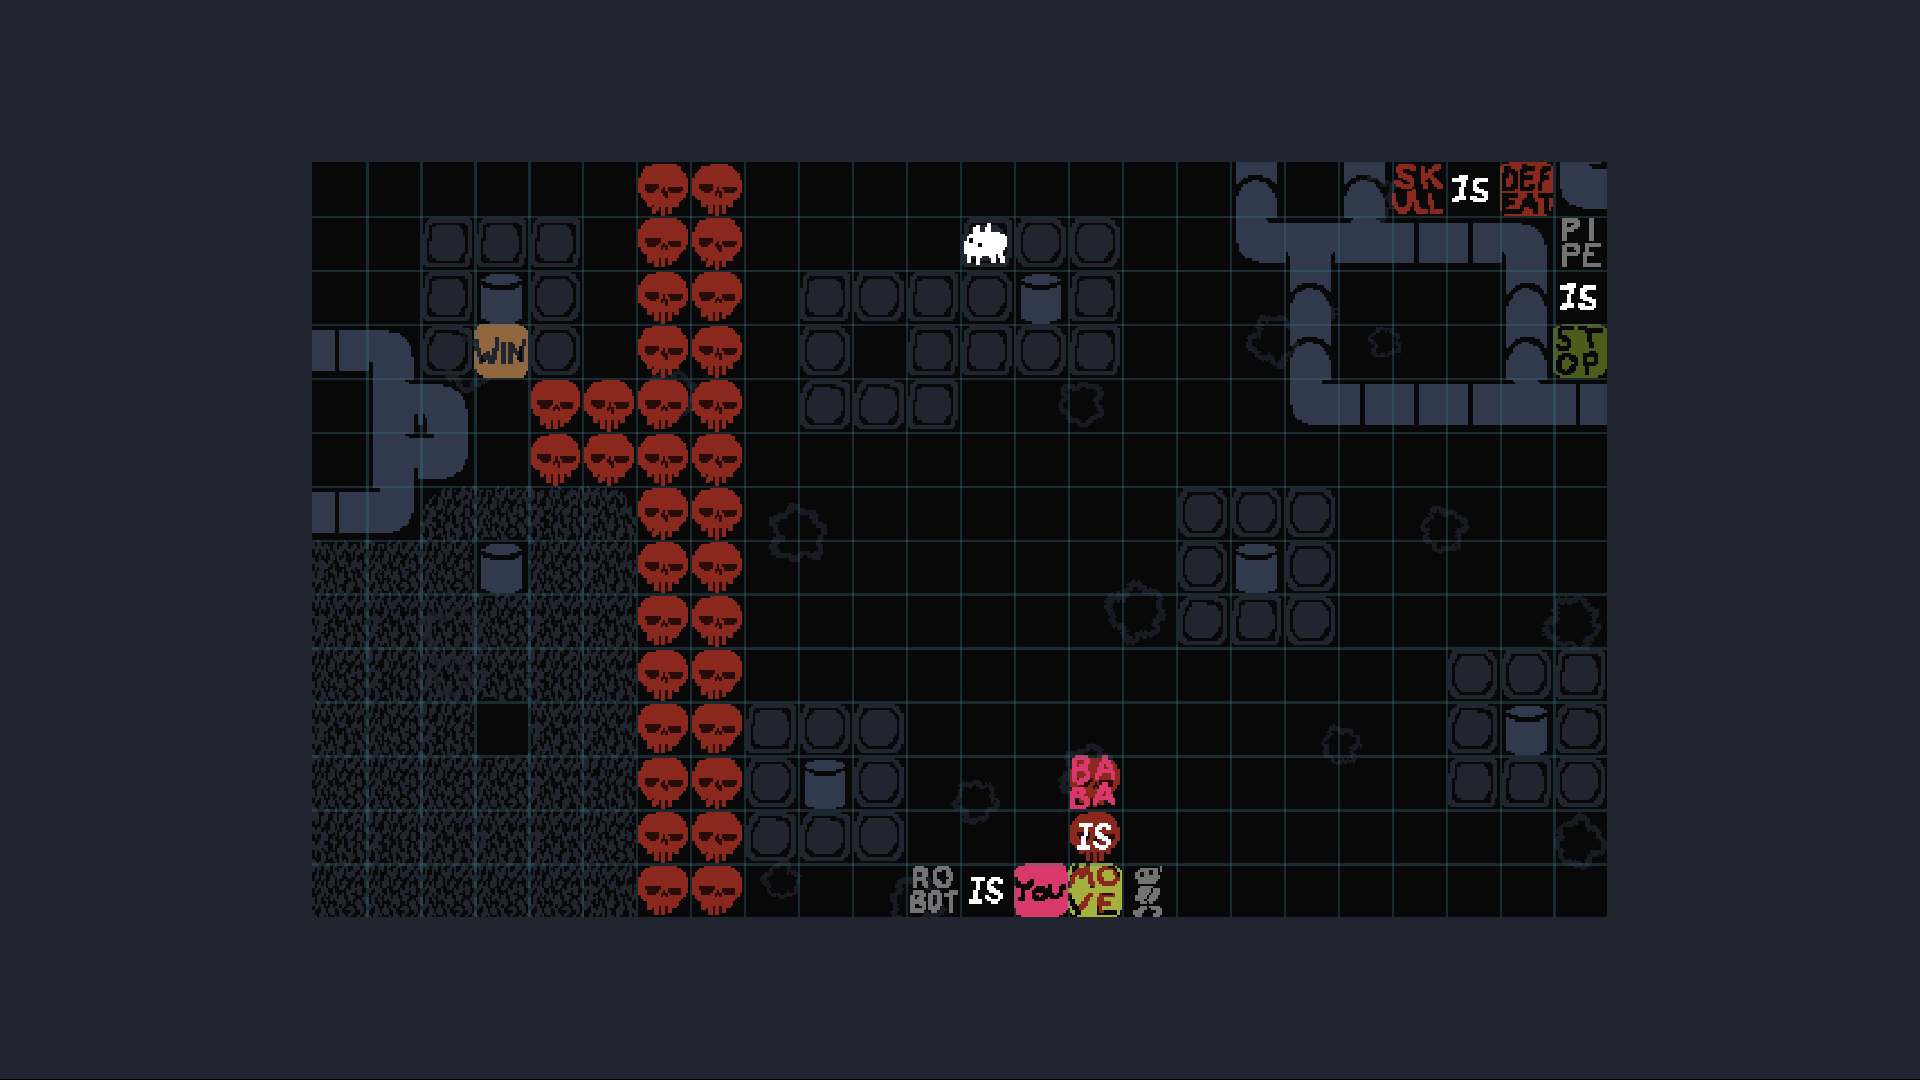 SKULL IS DEFEAT
PIPE
IS
STOP
WIN
BABA
IS
ROBOT IS YOU MOVE